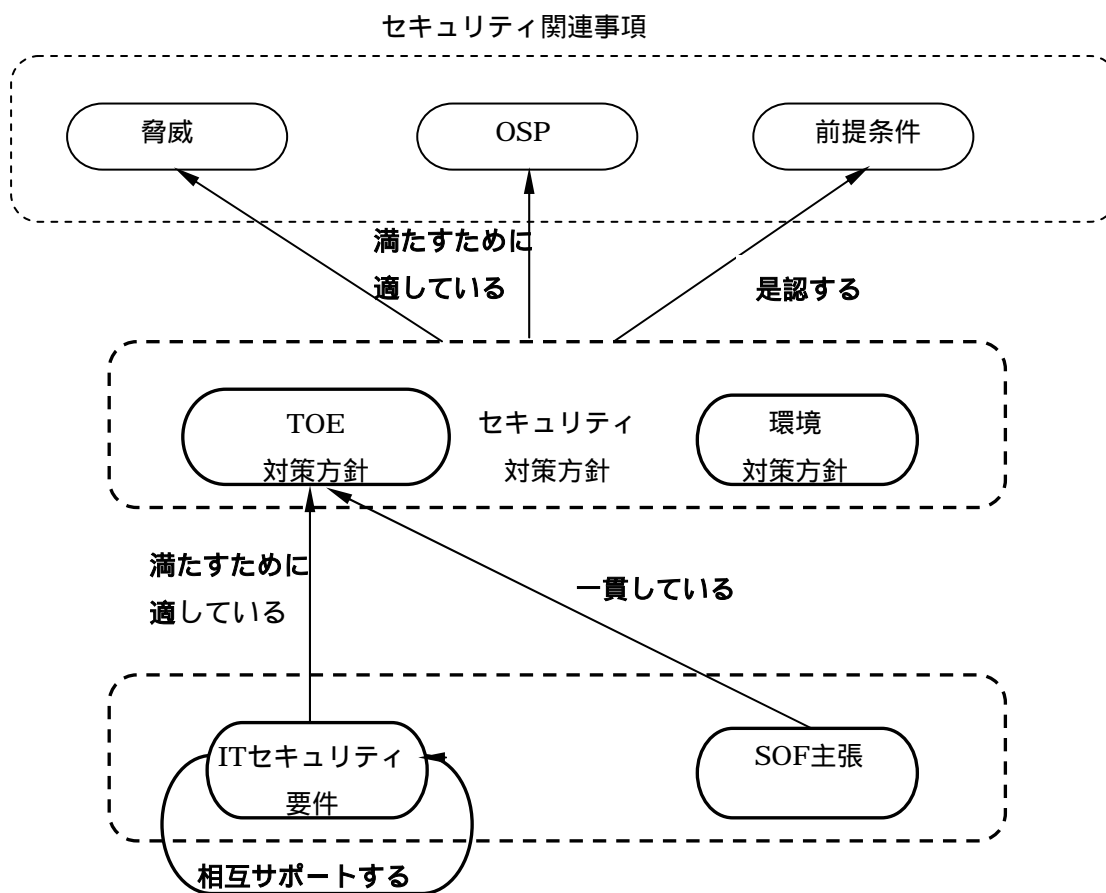 セキュリティ関連事項
脅威
OSP
前提条件
満たすために
適している
是認する
TOE
対策方針
セキュリティ
対策方針
環境
対策方針
満たすために
適している
一貫している
ITセキュリティ
要件
SOF主張
相互サポートする